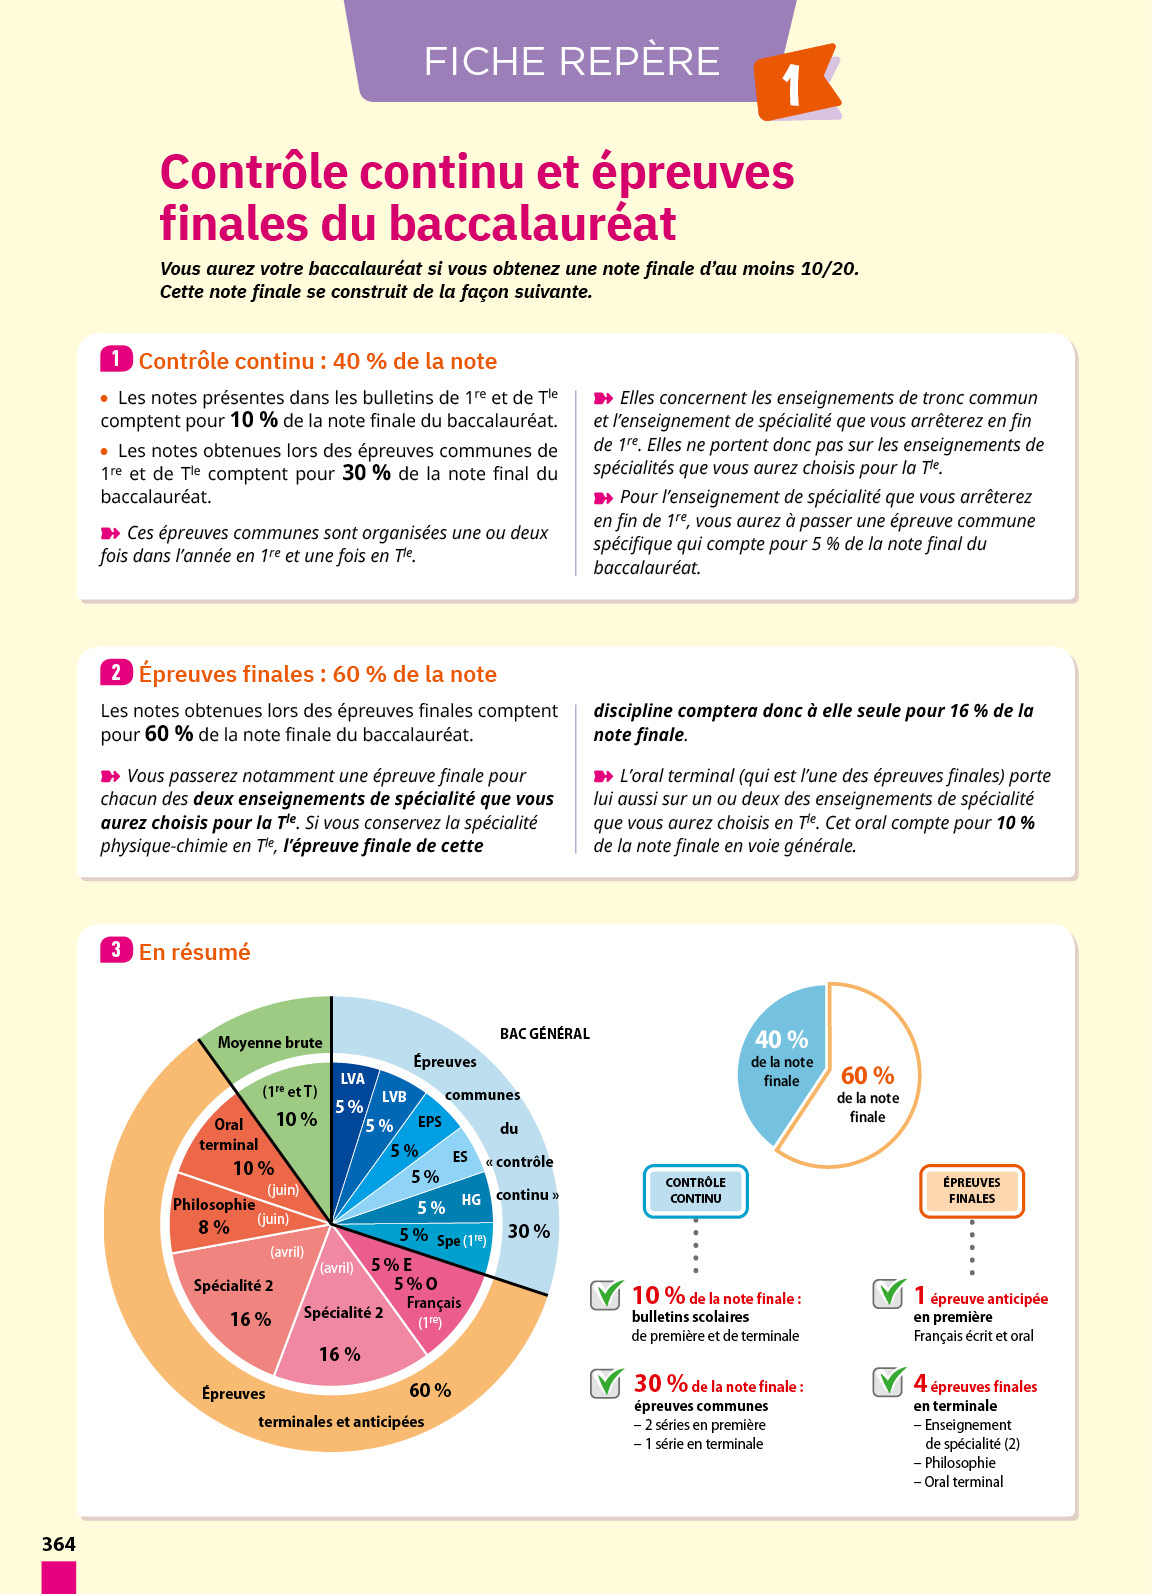 FICHE REPÈRE
1
Contrôle continu et épreuves
finales du baccalauréat
Vous aurez votre baccalauréat si vous obtenez une note finale d’au moins 10/20.
Cette note finale se construit de la façon suivante.
1 Contrôle continu : 40 % de la note
• Les notes présentes dans les bulletins de 1re et de Tle
comptent pour 10 % de la note finale du baccalauréat.
• Les notes obtenues lors des épreuves communes de
1re et de Tle comptent pour 30 % de la note final du
baccalauréat.
Ces épreuves communes sont organisées une ou deux
fois dans l’année en 1re et une fois en Tle.
Elles concernent les enseignements de tronc commun
et l’enseignement de spécialité que vous arrêterez en fin
de 1re. Elles ne portent donc pas sur les enseignements de
spécialités que vous aurez choisis pour la Tle.
Pour l’enseignement de spécialité que vous arrêterez
en fin de 1re, vous aurez à passer une épreuve commune
spécifique qui compte pour 5 % de la note final du
baccalauréat.
2 Épreuves finales : 60 % de la note
Les notes obtenues lors des épreuves finales comptent
pour 60 % de la note finale du baccalauréat.
Vous passerez notamment une épreuve finale pour
chacun des deux enseignements de spécialité que vous
aurez choisis pour la Tle. Si vous conservez la spécialité
physique-chimie en Tle, l’épreuve finale de cette
discipline comptera donc à elle seule pour 16 % de la
note finale.
L’oral terminal (qui est l’une des épreuves finales) porte
lui aussi sur un ou deux des enseignements de spécialité
que vous aurez choisis en Tle. Cet oral compte pour 10 %
de la note finale en voie générale.
3 En résumé
BAC GÉNÉRAL
Moyenne brute
(1re et T)
10 %
Épreuves
communes
du
« contrôle
continu »
30 %
LVA
5 %
LVB
5 %
EPS
5 %
ES
5 %
HG
5 %
5 % Spe (1re)
5 % E
5 % O
Français
(1re)
(avril)
Spécialité 2
16 %
(avril)
Spécialité 2
16 %
Philosophie
8 %
(juin)
Oral
terminal
10 %
(juin)
Épreuves
terminales et anticipées
60 %
40 %
de la note
finale
60 %
de la note
finale
CONTRÔLE
CONTINU
10 % de la note finale :
bulletins scolaires
de première et de terminale
30 % de la note finale :
épreuves communes
– 2 séries en première
– 1 série en terminale
ÉPREUVES
FINALES
1 épreuve anticipée
en première
Français écrit et oral
4 épreuves finales
en terminale
– Enseignement
de spécialité (2)
– Philosophie
– Oral terminal
364